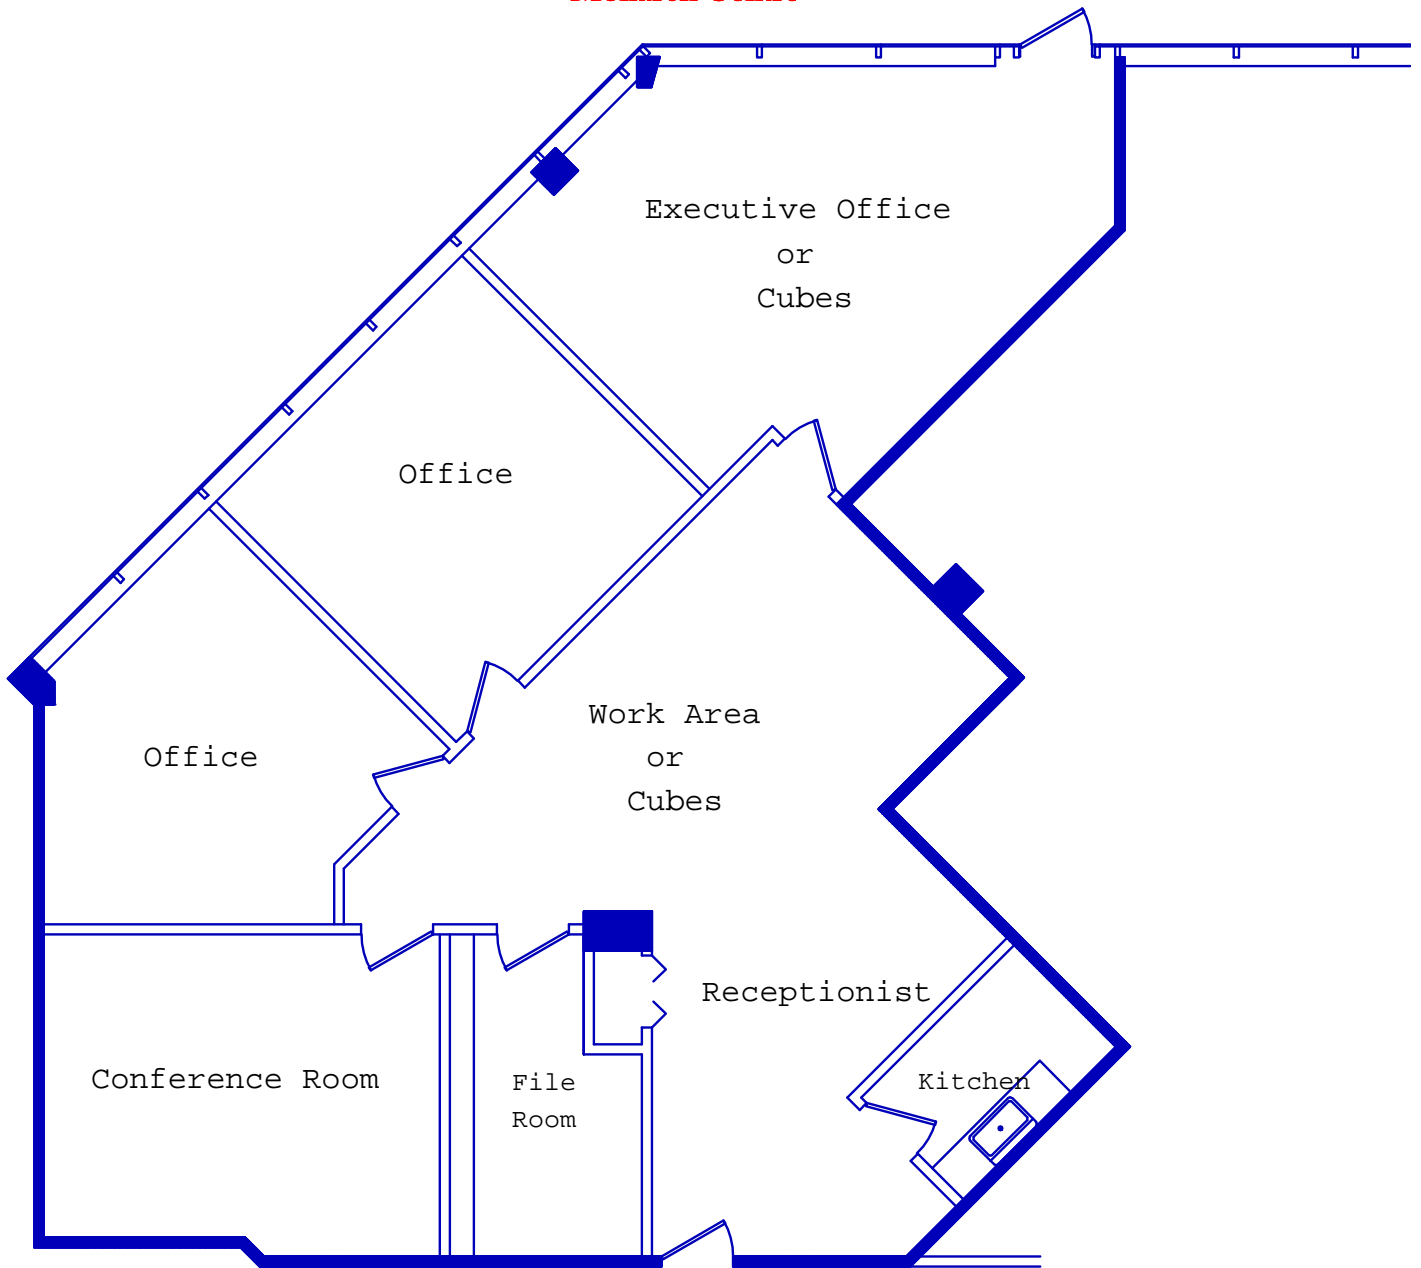 Executive Office
or
Cubes
Office
Office
Work Area
or
Cubes
Receptionist
Conference Room
File
Room
Kitchen